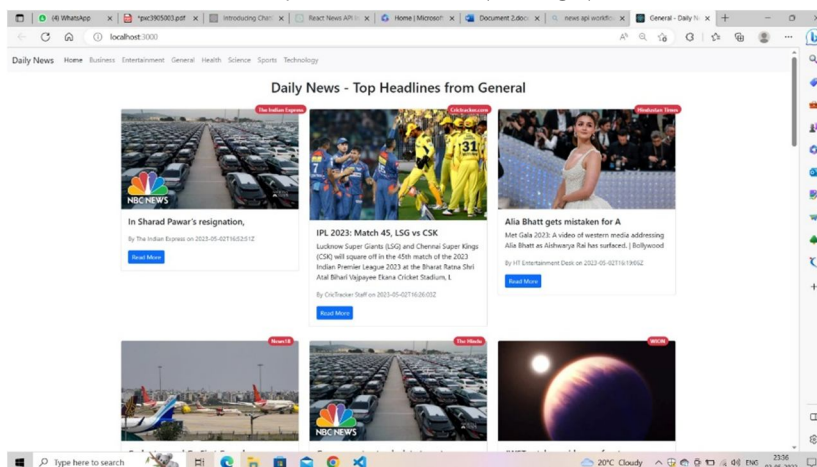 (4) WhatsApp
*pxc3905003.pdf
Introducing Chat
React News API
Home | Microsoft
Document 2.docx
news api workflo
General - Daily N
localhost:3000
Daily News Home Business Entertainment General Health Science Sports Technology
Daily News - Top Headlines from General
The Indian Express
Cricktracker.com
Hindustan Times
31
NBC NEWS
In Sharad Pawar's resignation,
By The Indian Express on 2023-05-02T16:52:51Z
Read More
IPL 2023: Match 45, LSG vs CSK
Lucknow Super Giants (LSG) and Chennai Super Kings
(CSK) will square off in the 45th match of the 2023
Indian Premier League 2023 at the Bharat Ratna Shri
Atal Bihari Vajpayee Ekana Cricket Stadium, L
By CricTracker Staff on 2023-05-02T16:26:03Z
Read More
Alia Bhatt gets mistaken for A
Met Gala 2023: A video of western media addressing
Alia Bhatt as Aishwarya Rai has surfaced. | Bollywood
By HT Entertainment Desk on 2023-05-02T16:19:06Z
Read More
News18
The Hindu
WION
NBC NEWS
Type here to search
20°C Cloudy
ENG
23:36